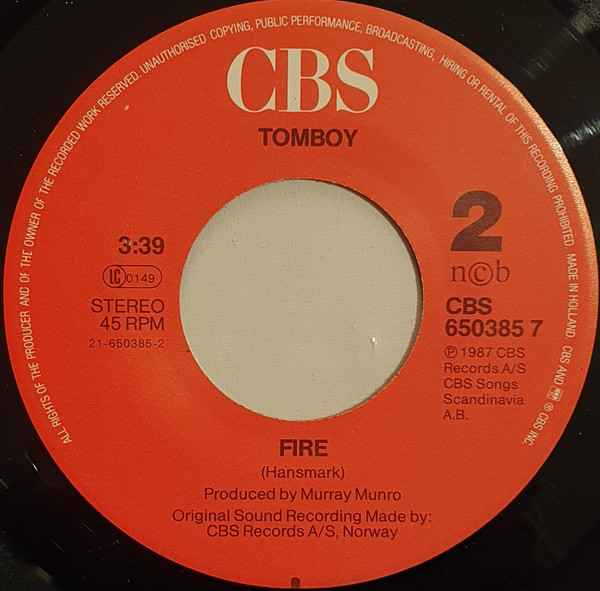 ALL RIGHTS OF THE PRODUCER AND OF THE OWNER OF THE RECORDED WORK RESERVED. UNAUTHORISED COPYING, PUBLIC PERFORMANCE, BROADCASTING, HIRING OR RENTAL OF THIS RECORDING PROHIBITED. MADE IN HOLLAND. CBS AND ® CBS INC.
CBS
TOMBOY
3:39
LC 0149
STEREO
45 RPM
21-650385-2
2
n©b
CBS
650385 7
℗ 1987 CBS
Records A/S
CBS Songs
Scandinavia
A.B.
FIRE
(Hansmark)
Produced by Murray Munro
Original Sound Recording Made by:
CBS Records A/S, Norway